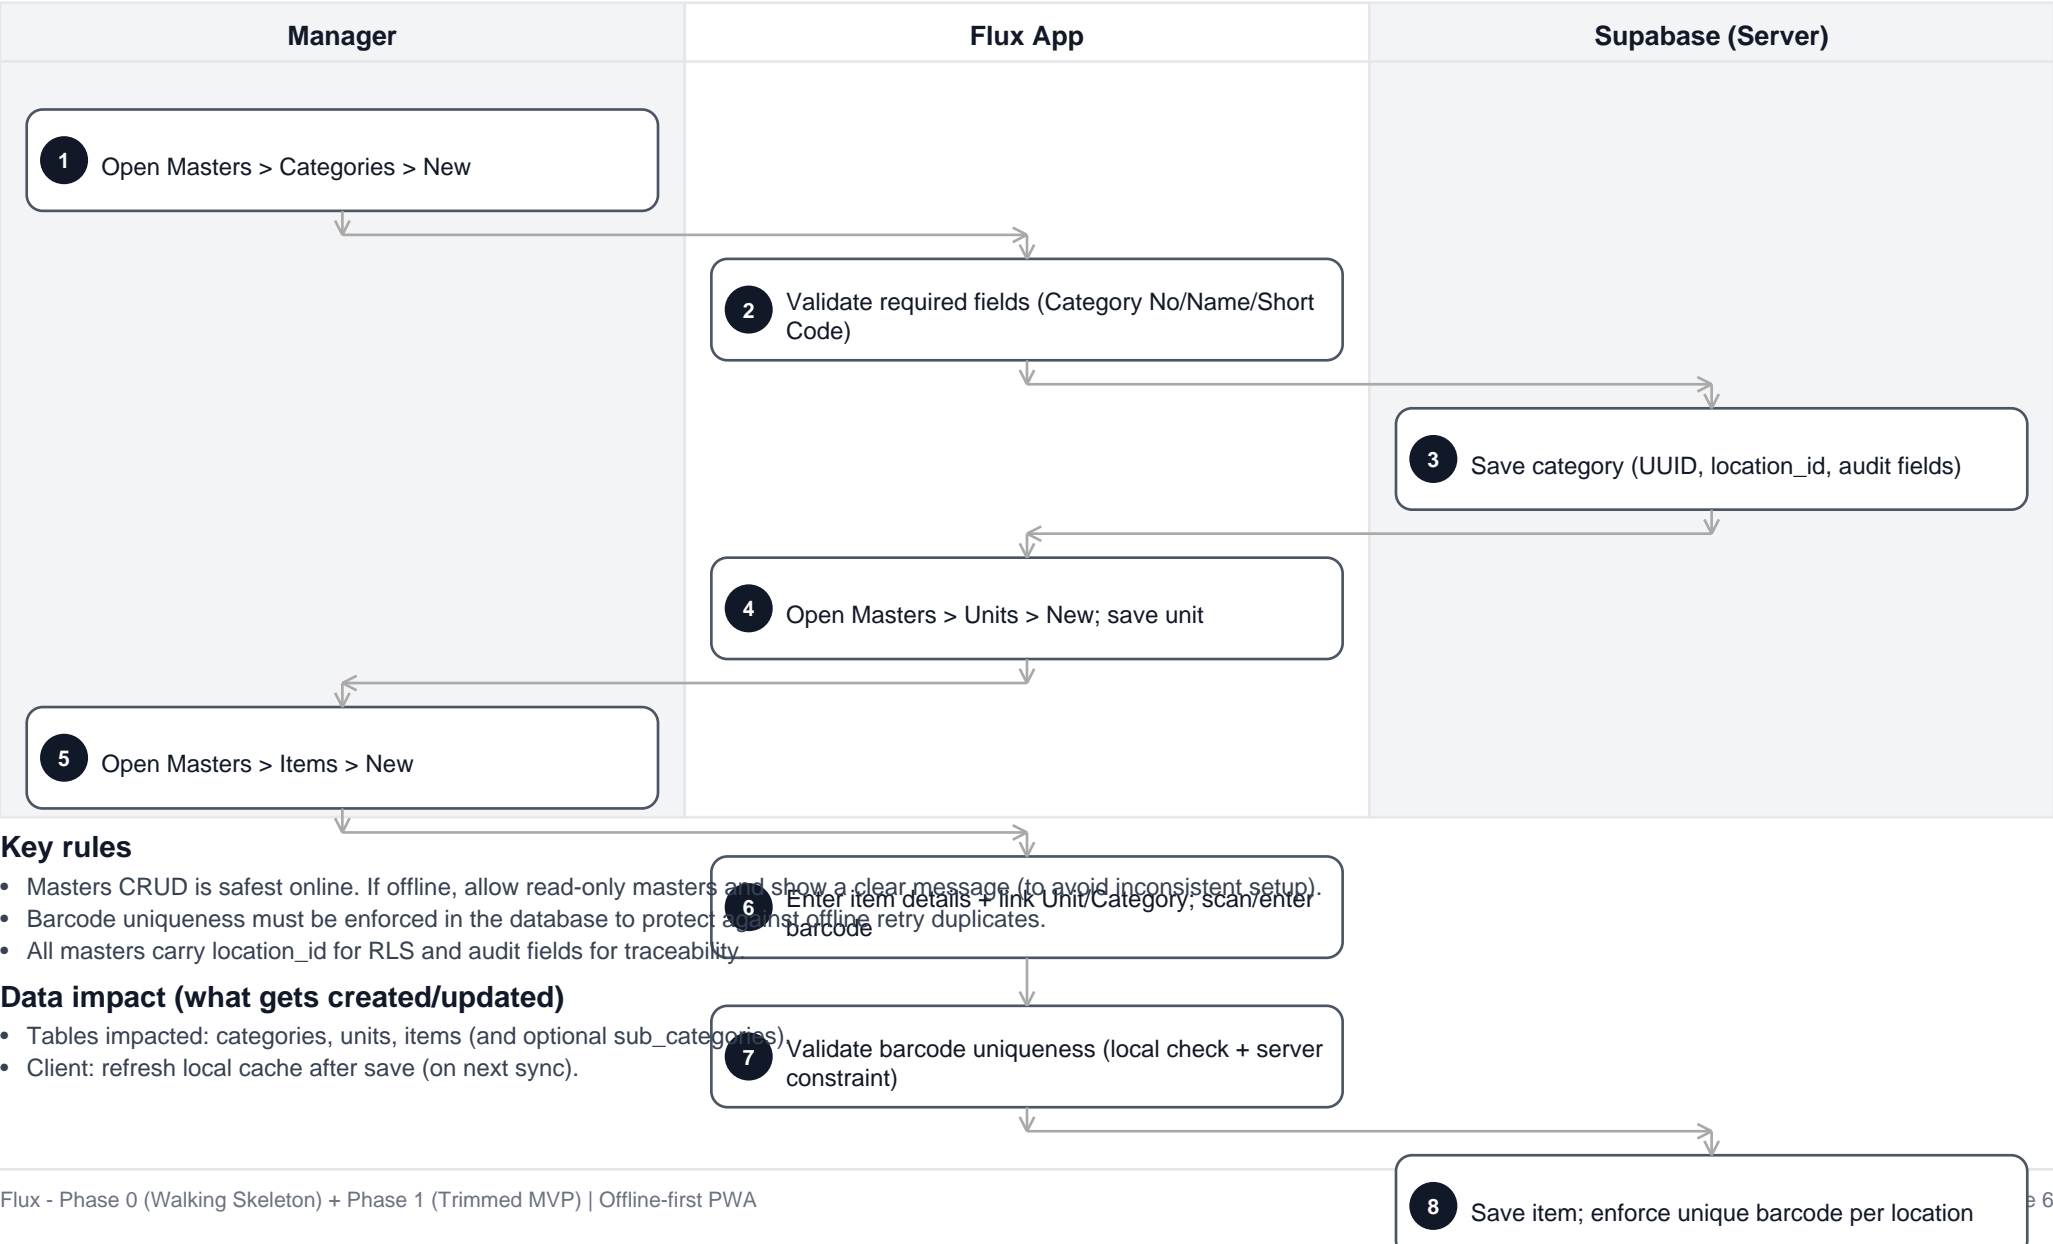 Manager
Flux App
Supabase (Server)
1
Open Masters > Categories > New
2
Validate required fields (Category No/Name/Short
Code)
3
Save category (UUID, location_id, audit fields)
4
Open Masters > Units > New; save unit
5
Open Masters > Items > New
Key rules
• Masters CRUD is safest online. If offline, allow read-only masters and show a clear message (to avoid inconsistent setup).
• Barcode uniqueness must be enforced in the database to protect against offline retry duplicates.
• All masters carry location_id for RLS and audit fields for traceability.
6
Enter item details + link Unit/Category; scan/enter
barcode
Data impact (what gets created/updated)
• Tables impacted: categories, units, items (and optional sub_categories).
• Client: refresh local cache after save (on next sync).
7
Validate barcode uniqueness (local check + server
constraint)
8
Save item; enforce unique barcode per location
Flux - Phase 0 (Walking Skeleton) + Phase 1 (Trimmed MVP) | Offline-first PWA
e 6